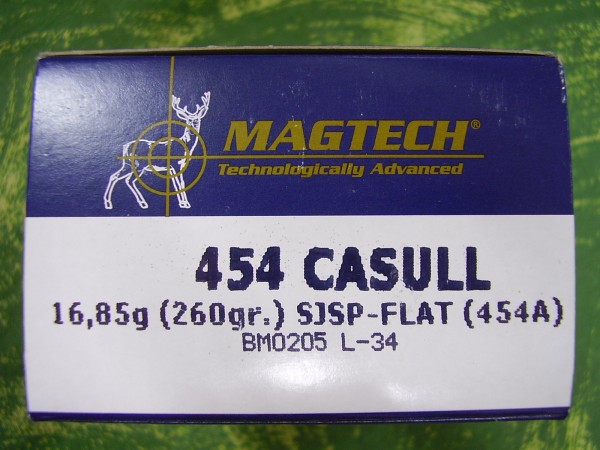 MAGTECH®
Technologically Advanced
454 CASULL
16,85g (260gr.) SJSP-FLAT (454A)
BM0205 L-34